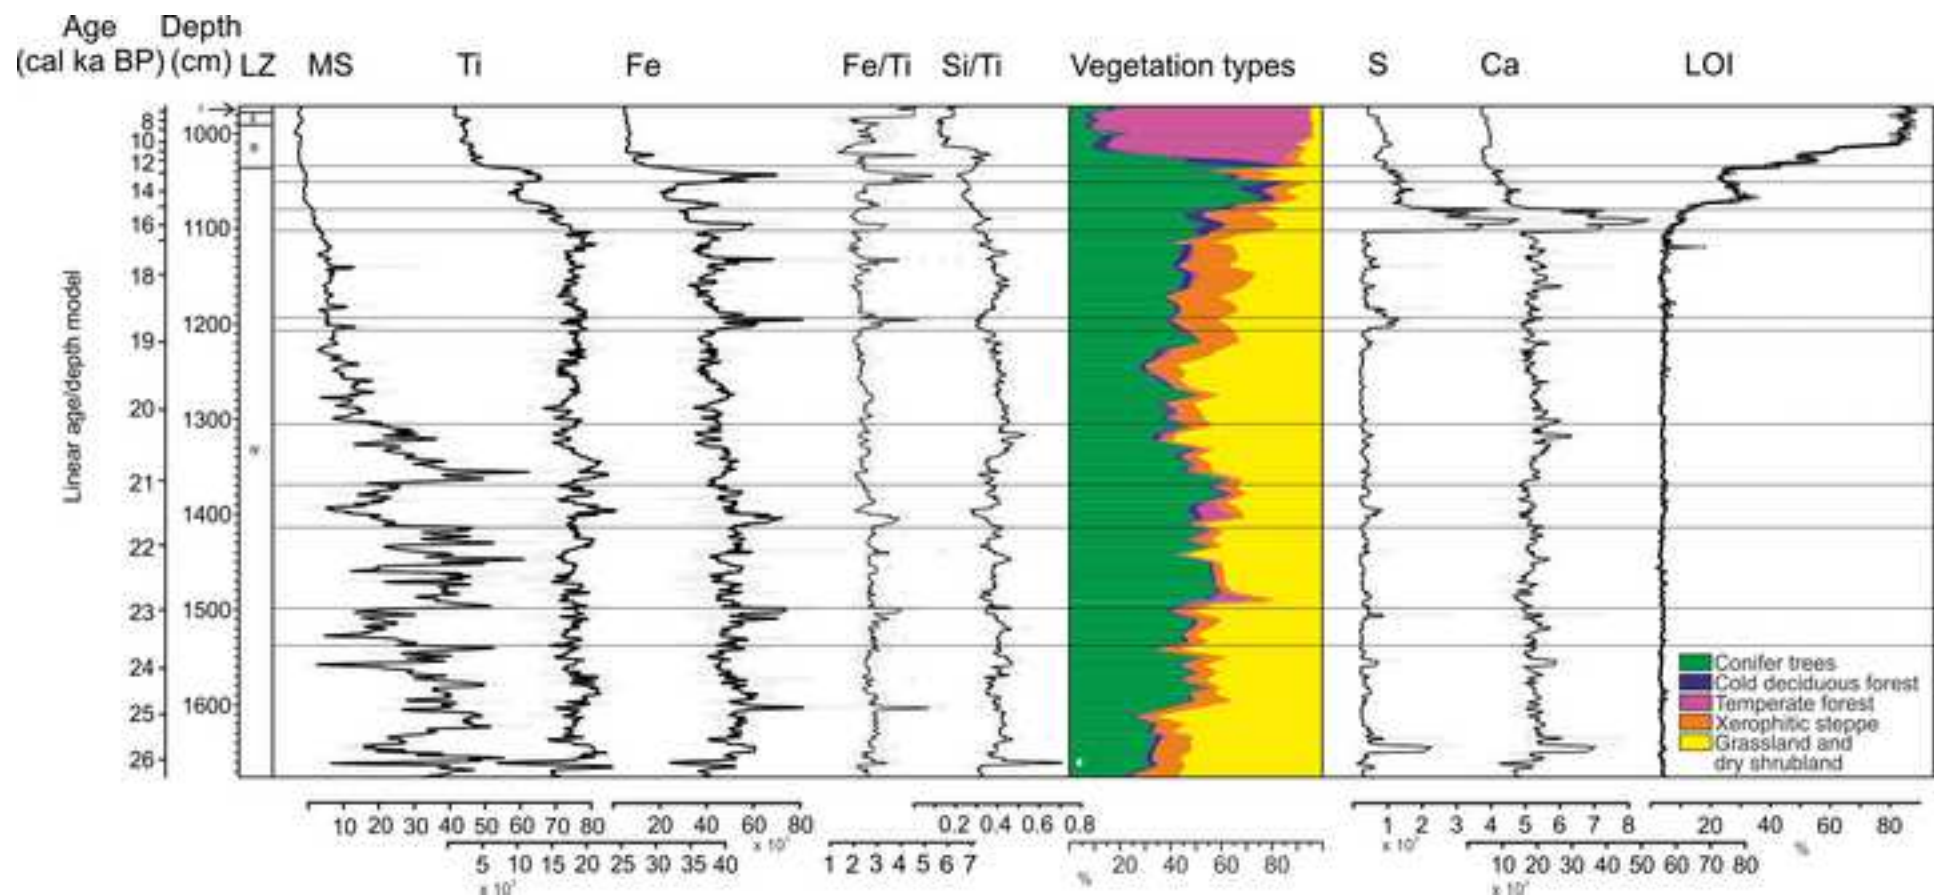 Age Depth
(cal ka BP) (cm) LZ MS Ti Fe Fe/Ti Si/Ti Vegetation types S Ca LOI
Linear age/depth model
8
10
12
14
16
18
19
20
21
22
23
24
25
26
1000
1100
1200
1300
1400
1500
1600
IV
Conifer trees
Cold deciduous forest
Temperate forest
Xerophitic steppe
Grassland and
dry shrubland
10 20 30 40 50 60 70 80 20 40 60 80 0.2 0.4 0.6 0.8 1 2 3 4 5 6 7 8 20 40 60 80
5 10 15 20 25 30 35 40 1 2 3 4 5 6 7 20 40 60 80 10 20 30 40 50 60 70 80
% %